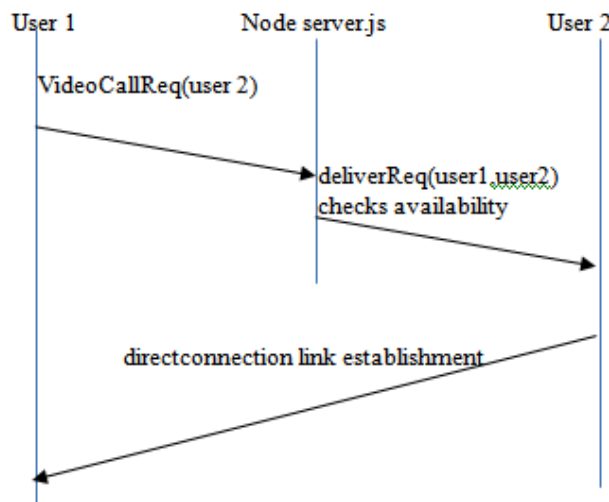 User 1
Node server.js
User 2
VideoCallReq(user 2)
deliverReq(user1,user2)
checks availability
directconnection link establishment